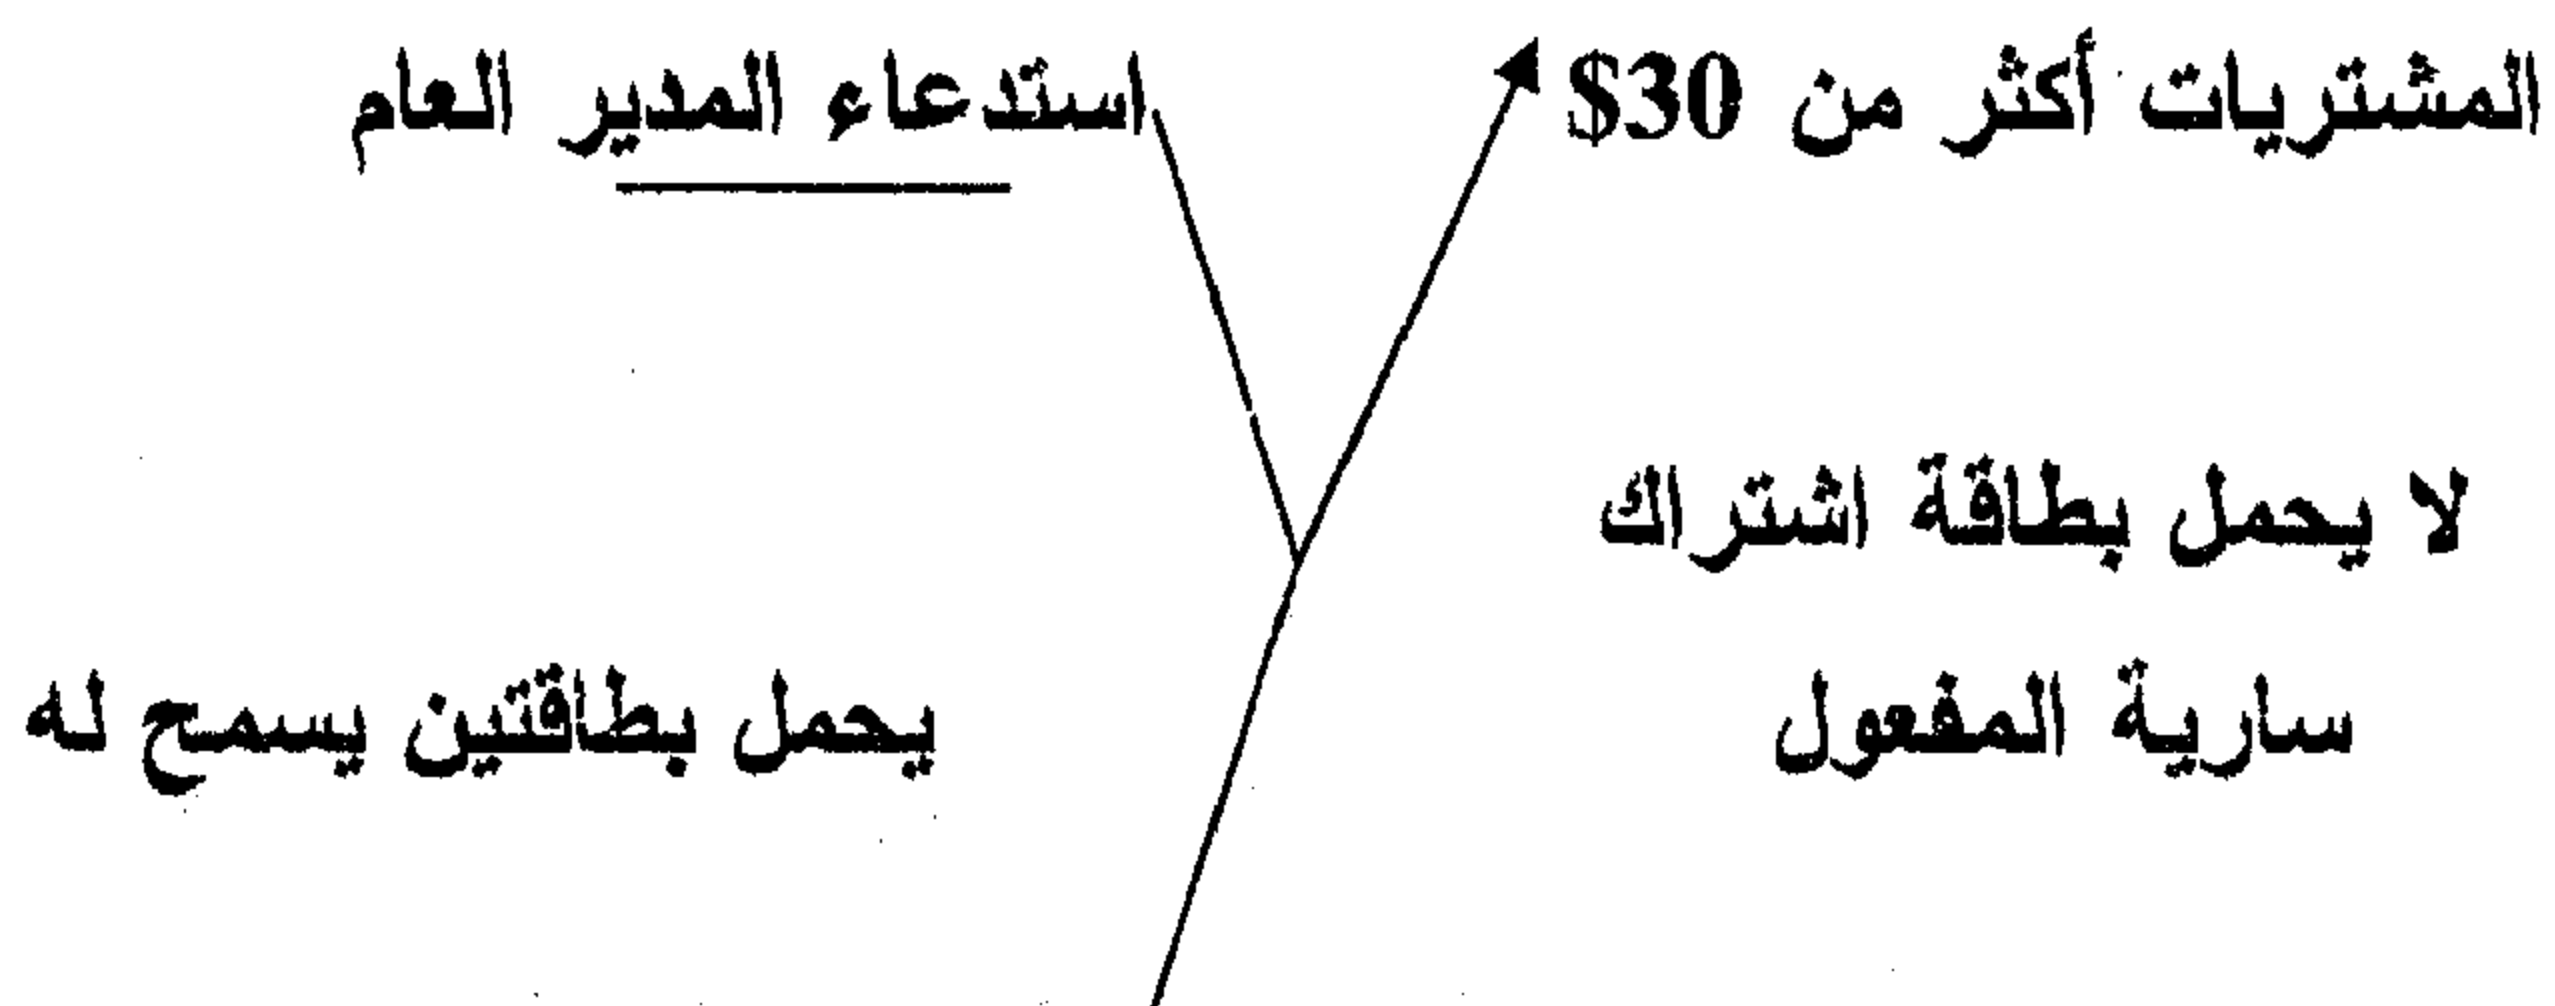 المشتريات أكثر من 30$
استدعاء المدير العام
لا يحمل بطاقة اشتراك
سارية المفعول
يحمل بطاقتين يسمح له